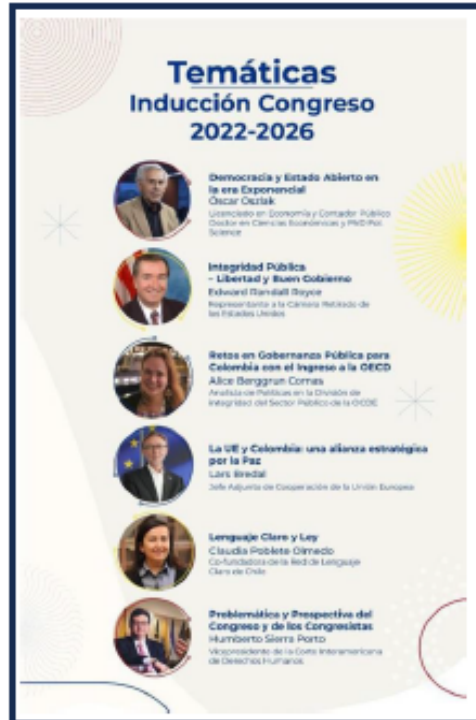 Temáticas
Inducción Congreso
2022-2026
Democracia y Estado Abierto en
la era Exponencial
Óscar Oszlak
Licenciado en Economía y Contador Público
Doctor en Ciencias Económicas y PhD Pol.
Science
Integridad Pública
- Libertad y Buen Gobierno
Edward Randall Royce
Representante a la Cámara Retirado de
los Estados Unidos
Retos en Gobernanza Pública para
Colombia con el Ingreso a la OECD
Alice Berggrun Comas
Analista de Políticas en la División de
Integridad del Sector Público de la OCDE
La UE y Colombia: una alianza estratégica
por la Paz
Lars Bredal
Jefe Adjunto de Cooperación de la Unión Europea
Lenguaje Claro y Ley
Claudia Poblete Olmedo
Co-fundadora de la Red de Lenguaje
Claro de Chile
Problemática y Prospectiva del
Congreso y de los Congresistas
Humberto Sierra Porto
Vicepresidente de la Corte Interamericana
de Derechos Humanos